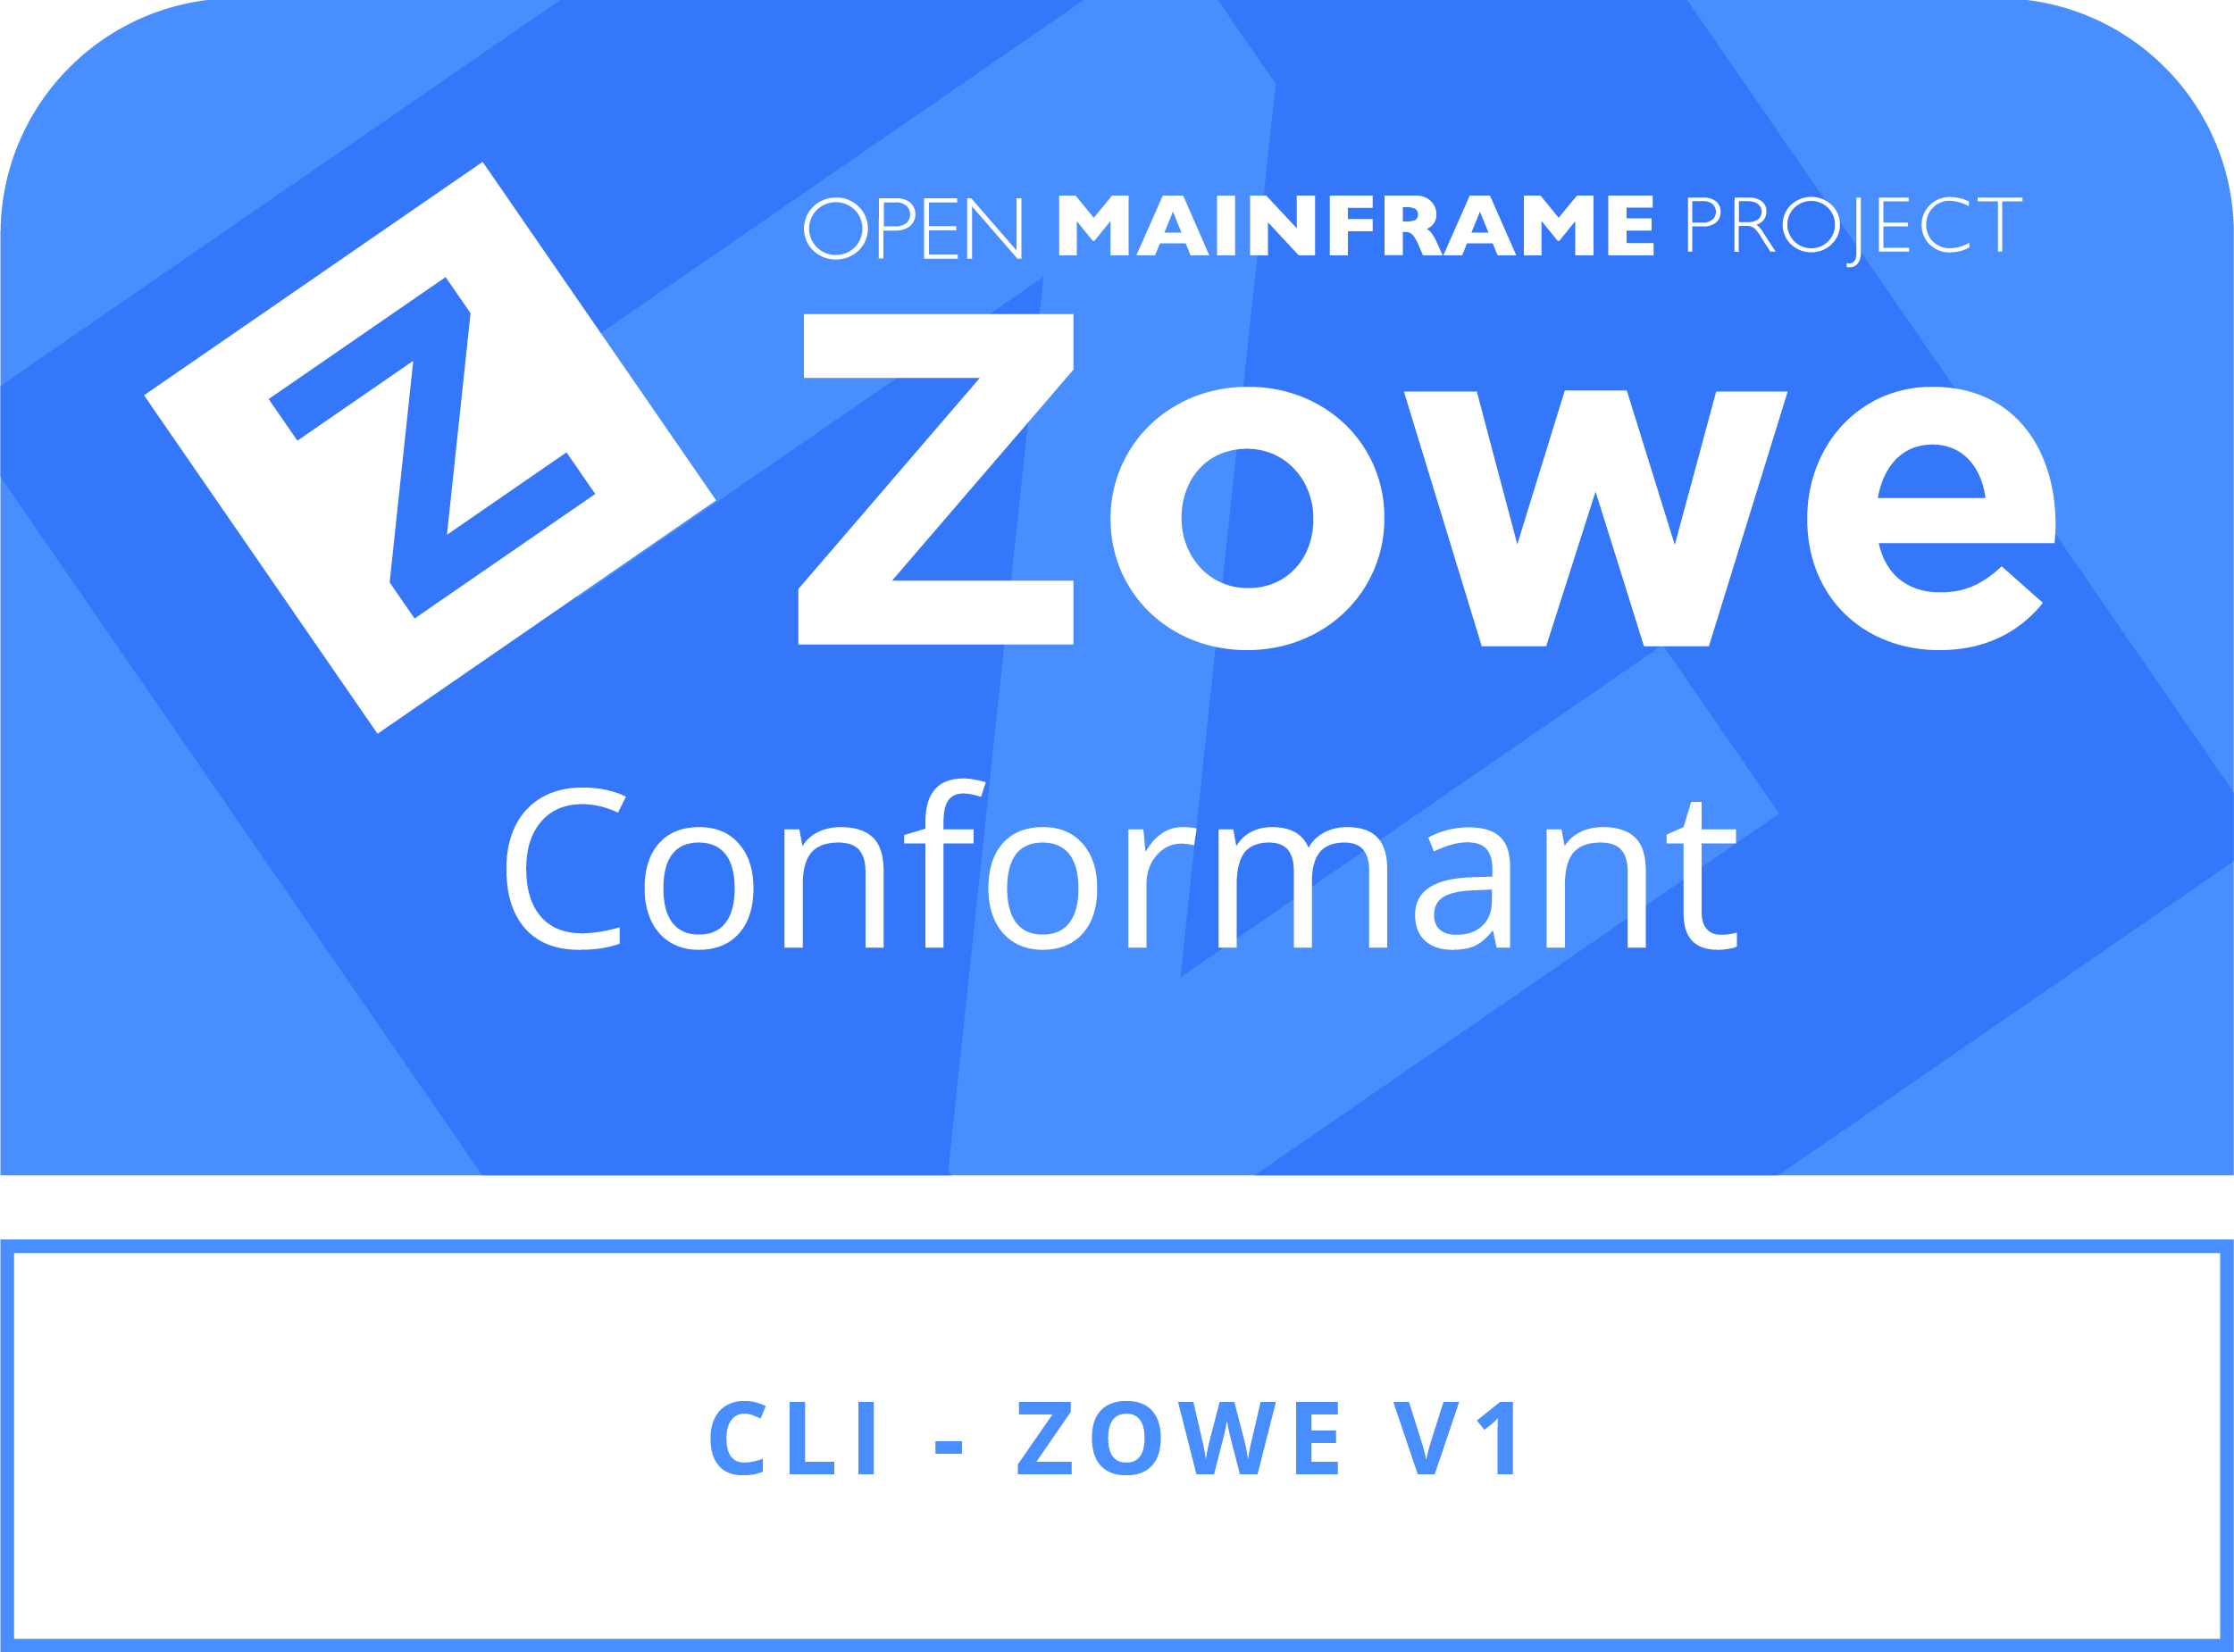 OPEN MAINFRAME PROJECT
Z
Zowe
Conformant
CLI - ZOWE V1